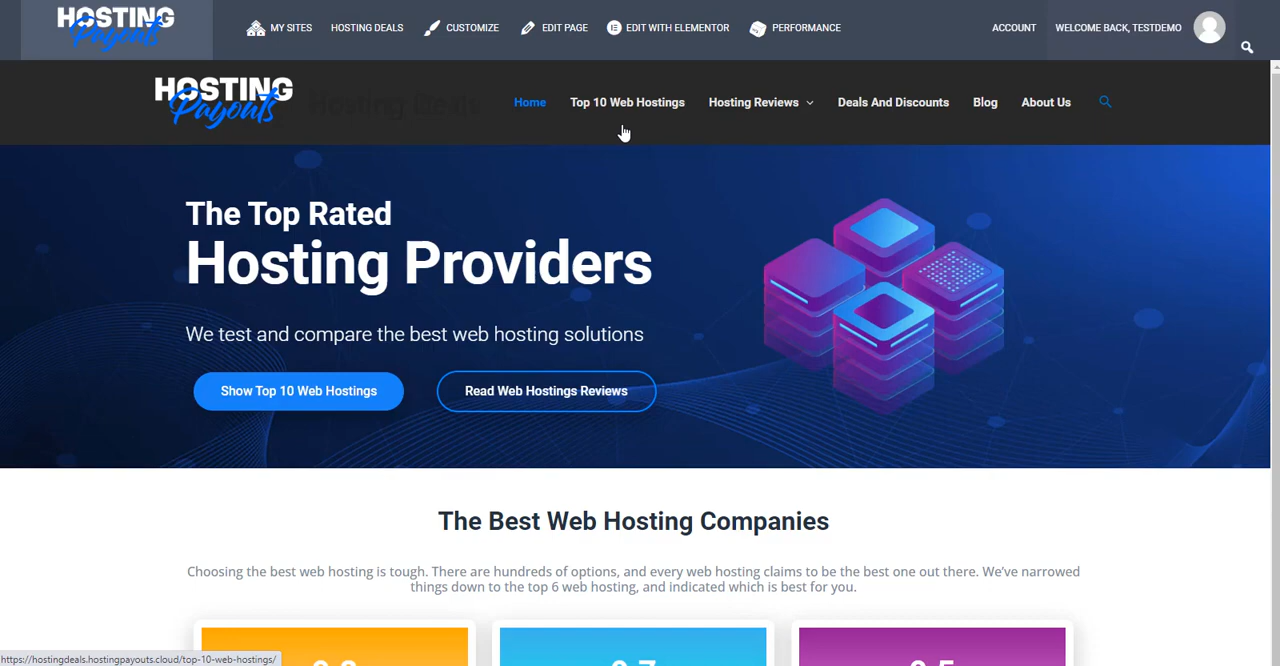 HOSTING
Payouts
MY SITES
HOSTING DEALS
CUSTOMIZE
EDIT PAGE
EDIT WITH ELEMENTOR
PERFORMANCE
ACCOUNT
WELCOME BACK, TESTDEMO
HOSTING
Payouts
Hosting Deals
Home
Top 10 Web Hostings
Hosting Reviews
Deals And Discounts
Blog
About Us
The Top Rated
Hosting Providers
We test and compare the best web hosting solutions
Show Top 10 Web Hostings
Read Web Hostings Reviews
The Best Web Hosting Companies
Choosing the best web hosting is tough. There are hundreds of options, and every web hosting claims to be the best one out there. We've narrowed
things down to the top 6 web hosting, and indicated which is best for you.
https://hostingdeals.hostingpayouts.cloud/top-10-web-hostings/